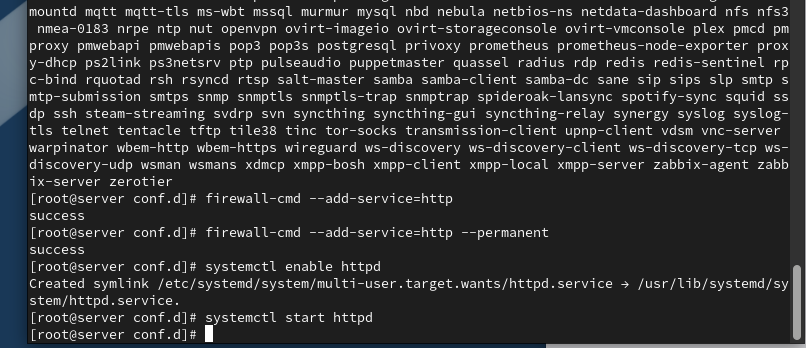 mountd mqtt mqtt-tls ms-wbt mssql murmur mysql nbd nebula netbios-ns netdata-dashboard nfs nfs3
nmea-0183 nrpe ntp nut openvpn ovirt-imageio ovirt-storageconsole ovirt-vmconsole plex pmcd pm
proxy pmwebapi pmwebapis pop3 pop3s postgresql privoxy prometheus prometheus-node-exporter prox
y-dhcp ps2link ps3netsrv ptp pulseaudio puppetmaster quassel radius rdp redis redis-sentinel rp
c-bind rquotad rsh rsyncd rtsp salt-master samba samba-client samba-dc sane sip sips slp smtp s
mtp-submission smtps snmp snmptls snmptls-trap snmptrap spideroak-lansync spotify-sync squid ss
dp ssh steam-streaming svdrp svn syncthing syncthing-gui syncthing-relay synergy syslog syslog-
tls telnet tentacle tftp tile38 tinc tor-socks transmission-client upnp-client vdsm vnc-server
warpinator wbem-http wbem-https wireguard ws-discovery ws-discovery-client ws-discovery-tcp ws-
discovery-udp wsman wsmans xdmcp xmpp-bosh xmpp-client xmpp-local xmpp-server zabbix-agent zabb
ix-server zerotier
[root@server conf.d]# firewall-cmd --add-service=http
success
[root@server conf.d]# firewall-cmd --add-service=http --permanent
success
[root@server conf.d]# systemctl enable httpd
Created symlink /etc/systemd/system/multi-user.target.wants/httpd.service → /usr/lib/systemd/sy
stem/httpd.service.
[root@server conf.d]# systemctl start httpd
[root@server conf.d]#